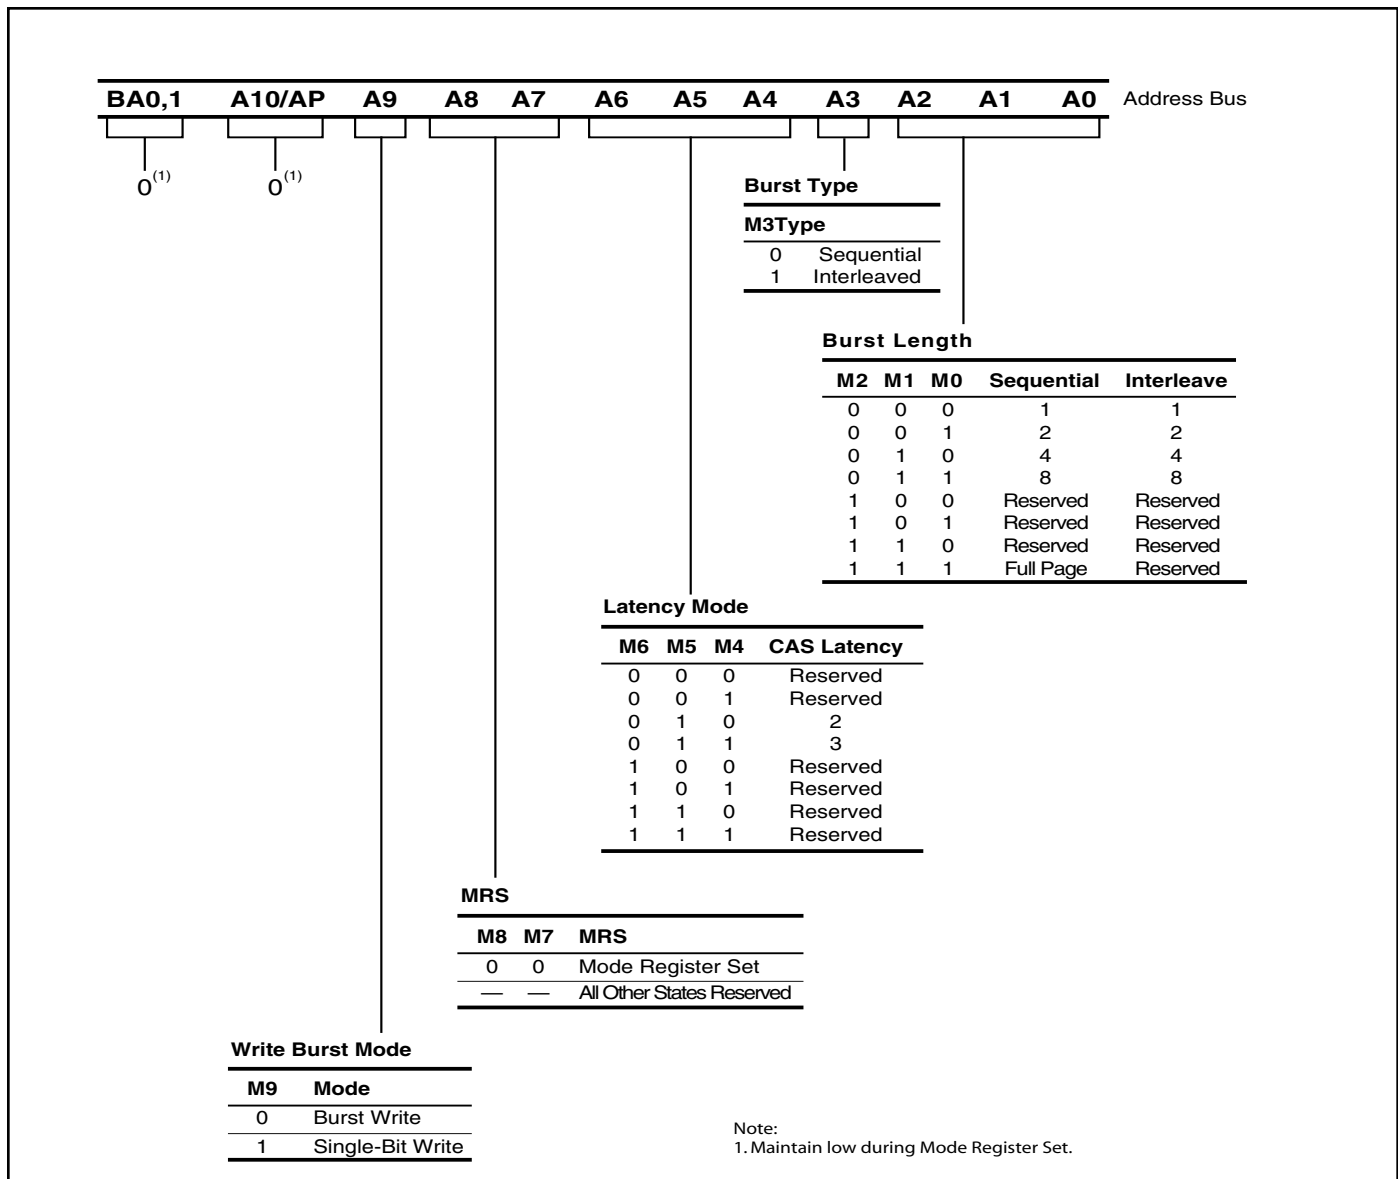 BA0,1 A10/AP A9 A8 A7 A6 A5 A4 A3 A2 A1 A0 Address Bus
0(1) 0(1)
Burst Type
M3Type
0 Sequential
1 Interleaved
Burst Length
M2 M1 M0 Sequential Interleave
0 0 0 1 1
0 0 1 2 2
0 1 0 4 4
0 1 1 8 8
1 0 0 Reserved Reserved
1 0 1 Reserved Reserved
1 1 0 Reserved Reserved
1 1 1 Full Page Reserved
Latency Mode
M6 M5 M4 CAS Latency
0 0 0 Reserved
0 0 1 Reserved
0 1 0 2
0 1 1 3
1 0 0 Reserved
1 0 1 Reserved
1 1 0 Reserved
1 1 1 Reserved
MRS
M8 M7 MRS
0 0 Mode Register Set
— — All Other States Reserved
Write Burst Mode
M9 Mode
0 Burst Write
1 Single-Bit Write
Note:
1. Maintain low during Mode Register Set.